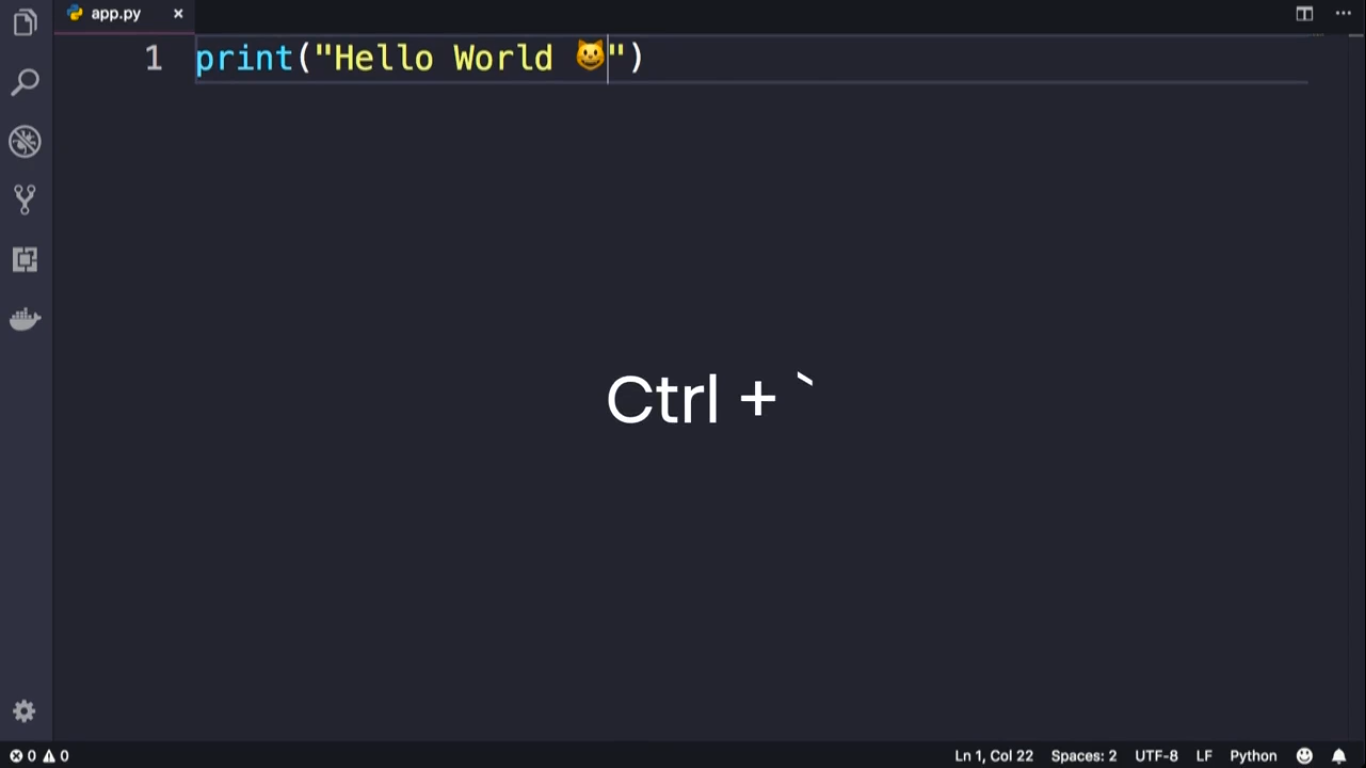 app.py
1 print("Hello World 😺")
Ctrl + `
0 0 Ln 1, Col 22 Spaces: 2 UTF-8 LF Python